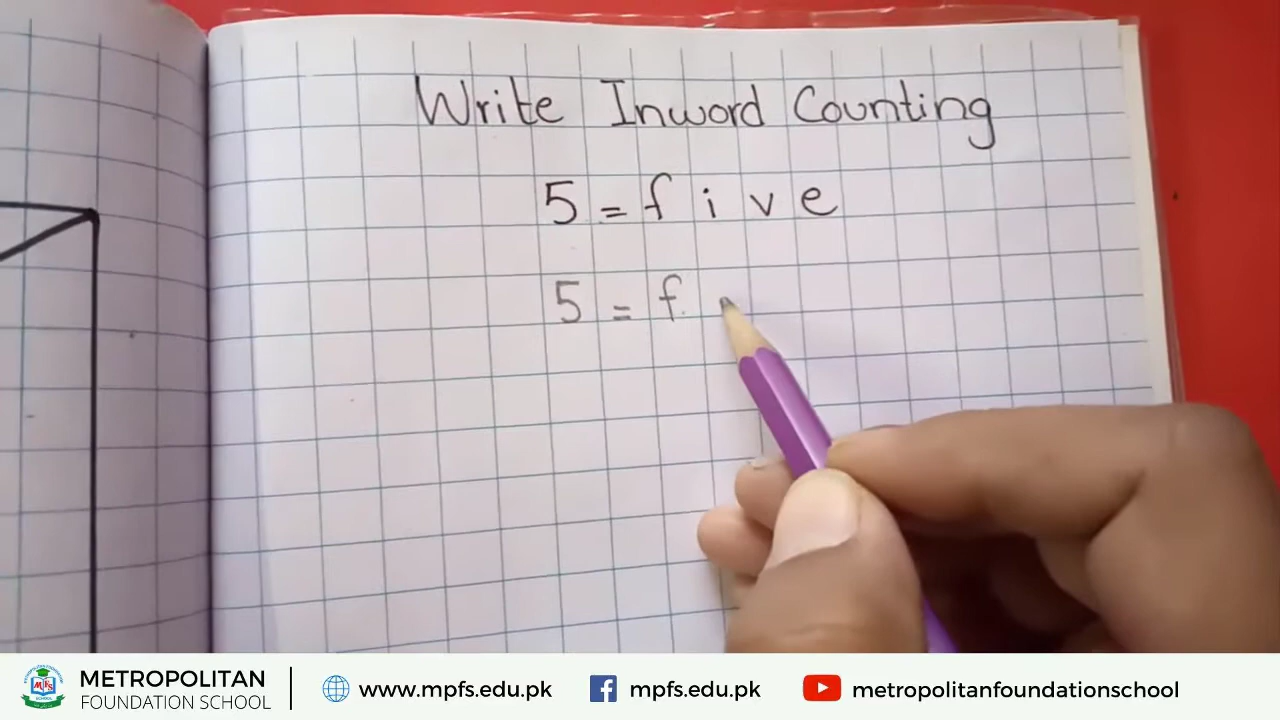 Write Inword Counting
5 = f i v e
5 = f
METROPOLITAN
FOUNDATION SCHOOL
www.mpfs.edu.pk
mpfs.edu.pk
metropolitanfoundationschool